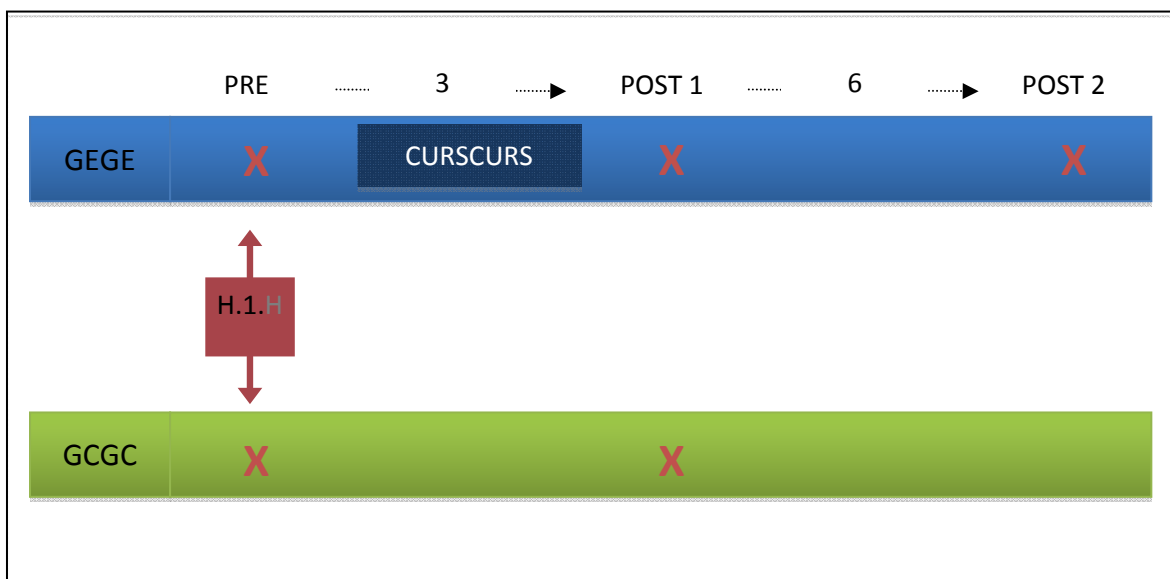 PRE 3 POST 1 6 POST 2
GEGE X CURSCURS X X
H.1.H
GCGC X X